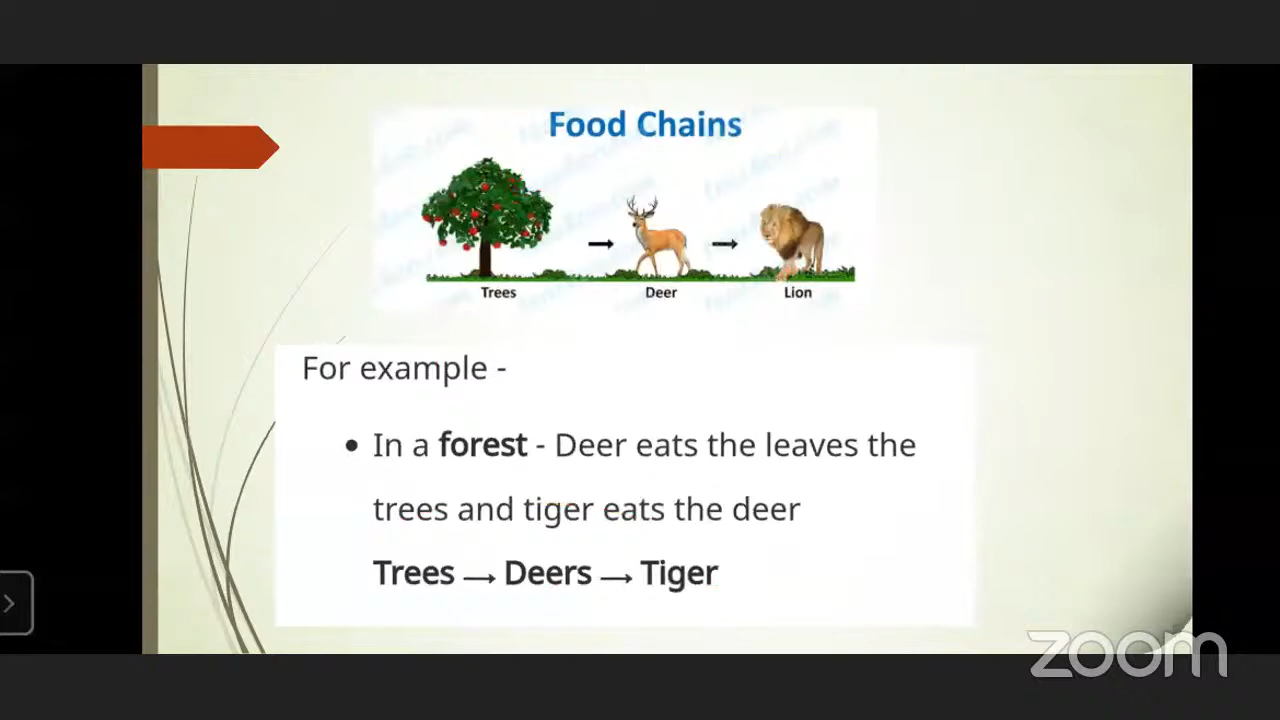 Food Chains
Trees
Deer
Lion
For example -
• In a forest - Deer eats the leaves the
trees and tiger eats the deer
Trees → Deers → Tiger
zoom